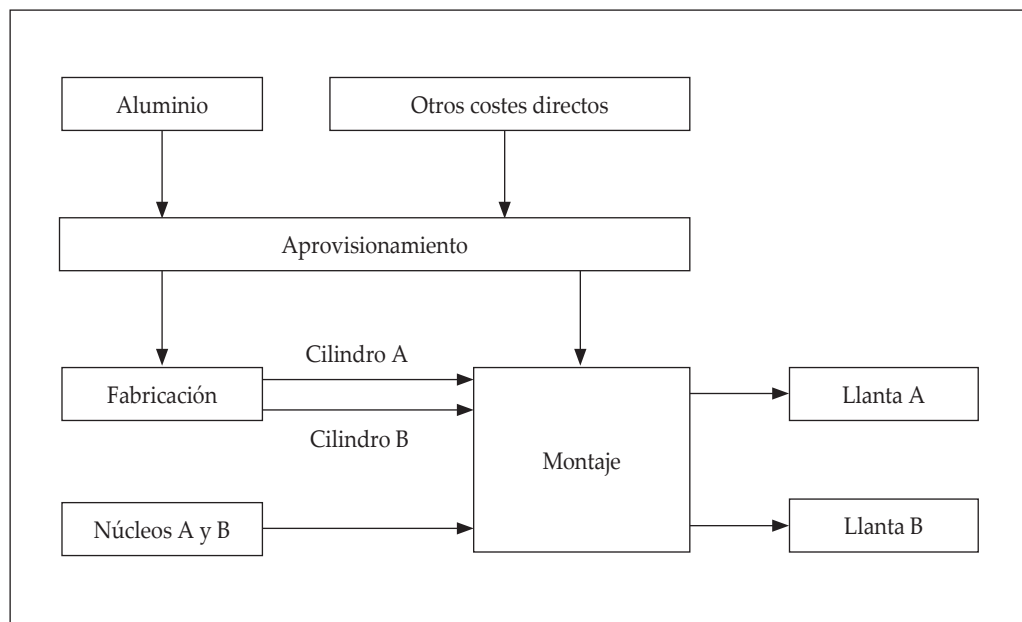 Aluminio
Otros costes directos
Aprovisionamiento
Cilindro A
Fabricación
Llanta A
Cilindro B
Montaje
Núcleos A y B
Llanta B